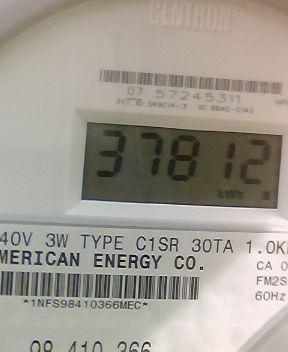 CENTRON
07 57245311
37812
kWh
40V 3W TYPE C1SR 30TA 1.0K
MERICAN ENERGY CO.
CA 0
FM2S
*1NFS98410366MEC*
60Hz
98 410 366